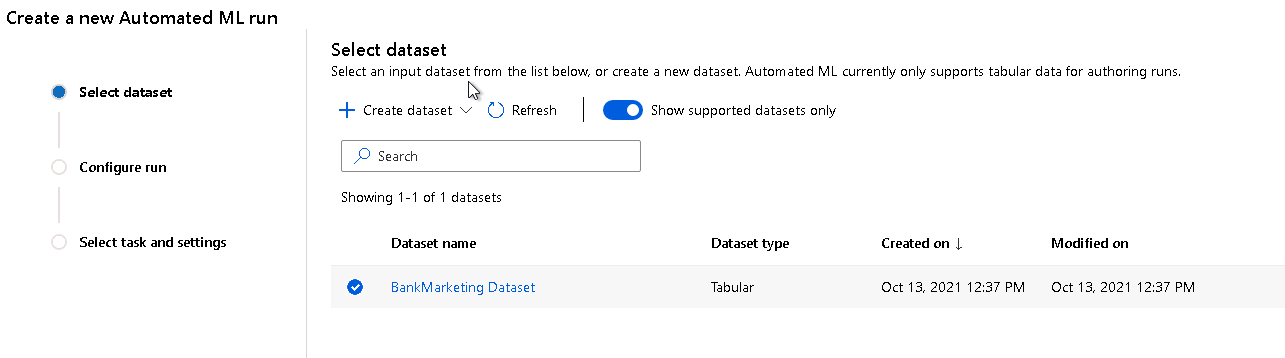 Create a new Automated ML run
Select dataset
Configure run
Select task and settings
Select dataset
Select an input dataset from the list below, or create a new dataset. Automated ML currently only supports tabular data for authoring runs.
Create dataset Refresh Show supported datasets only
Search
Showing 1-1 of 1 datasets
Dataset name Dataset type Created on ↓ Modified on
BankMarketing Dataset Tabular Oct 13, 2021 12:37 PM Oct 13, 2021 12:37 PM